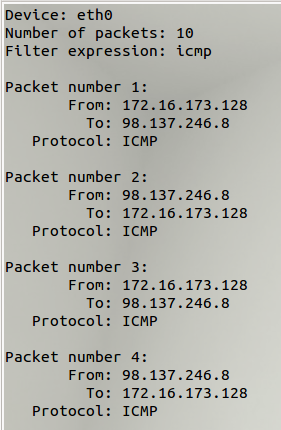 Device: eth0
Number of packets: 10
Filter expression: icmp
Packet number 1:
From: 172.16.173.128
To: 98.137.246.8
Protocol: ICMP
Packet number 2:
From: 98.137.246.8
To: 172.16.173.128
Protocol: ICMP
Packet number 3:
From: 172.16.173.128
To: 98.137.246.8
Protocol: ICMP
Packet number 4:
From: 98.137.246.8
To: 172.16.173.128
Protocol: ICMP